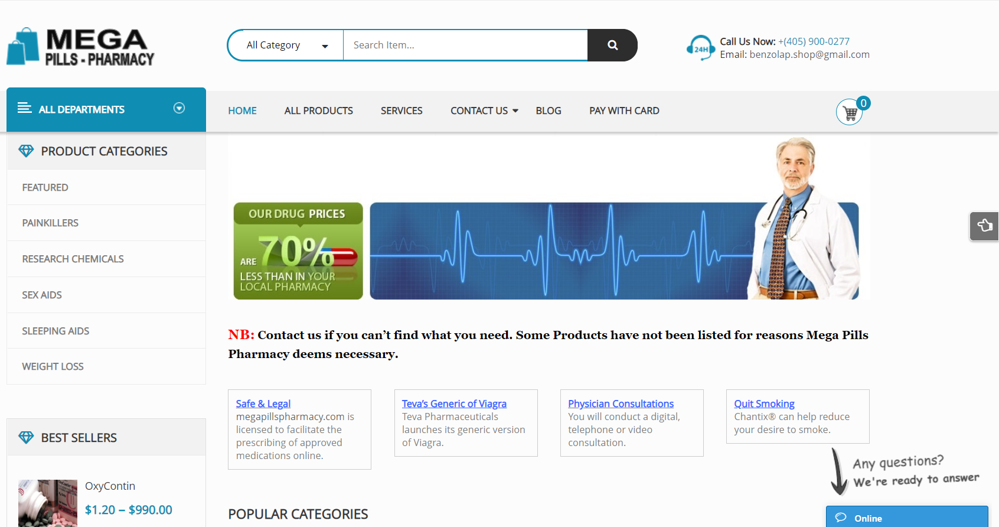 MEGA
PILLS - PHARMACY
All Category
Search Item...
24H
Call Us Now: +(405) 900-0277
Email: benzolap.shop@gmail.com
ALL DEPARTMENTS
HOME
ALL PRODUCTS
SERVICES
CONTACT US
BLOG
PAY WITH CARD
0
PRODUCT CATEGORIES
FEATURED
PAINKILLERS
RESEARCH CHEMICALS
SEX AIDS
SLEEPING AIDS
WEIGHT LOSS
OUR DRUG PRICES
ARE 70%
LESS THAN IN YOUR
LOCAL PHARMACY
NB: Contact us if you can’t find what you need. Some Products have not been listed for reasons Mega Pills
Pharmacy deems necessary.
Safe & Legal
megapillspharmacy.com is
licensed to facilitate the
prescribing of approved
medications online.
Teva’s Generic of Viagra
Teva Pharmaceuticals
launches its generic version
of Viagra.
Physician Consultations
You will conduct a digital,
telephone or video
consultation.
Quit Smoking
Chantix® can help reduce
your desire to smoke.
BEST SELLERS
OxyContin
$1.20 – $990.00
POPULAR CATEGORIES
Any questions?
We're ready to answer
Online